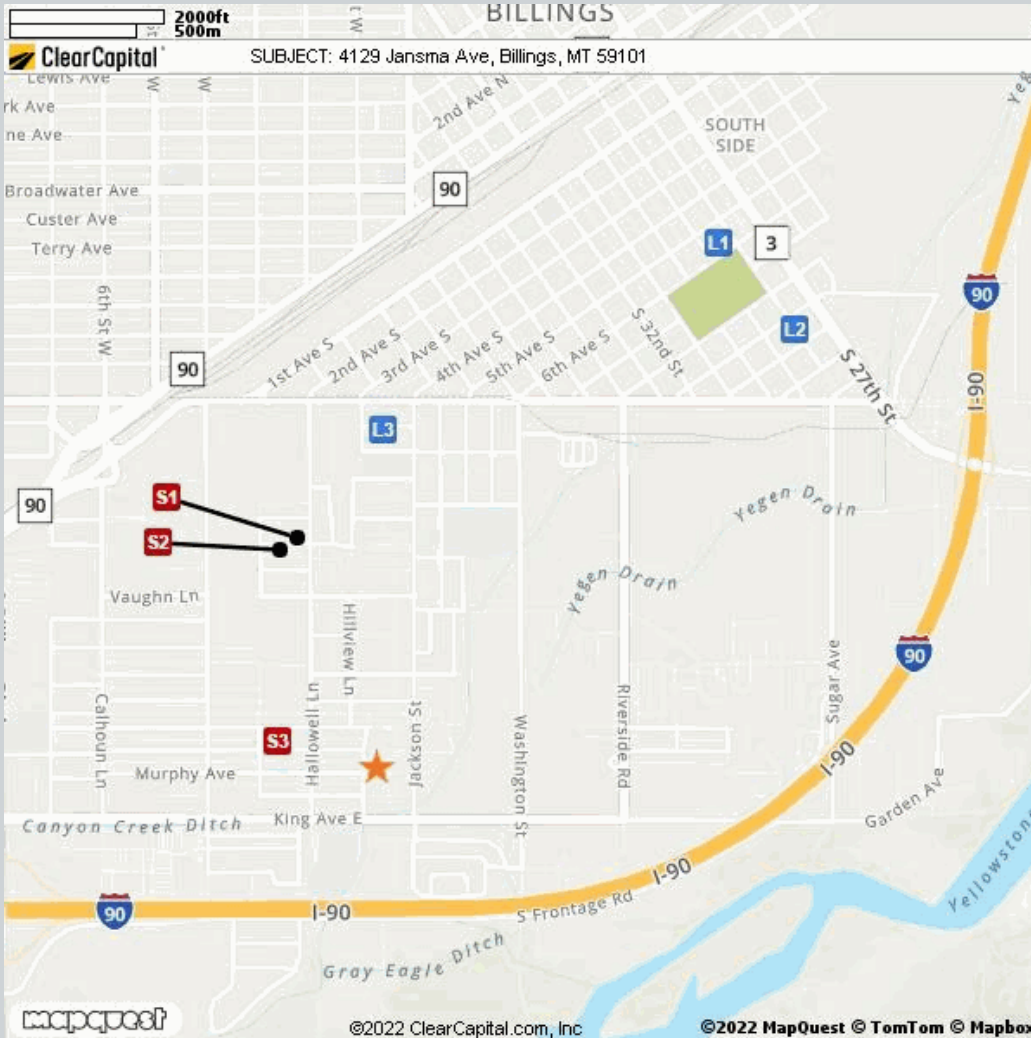 BILLINGS
2000ft
500m
St
t W
ClearCapital
SUBJECT: 4129 Jansma Ave, Billings, MT 59101
Lewis Ave
W
W
rk Ave
ne Ave
2nd Ave N
SOUTH
SIDE
Yeg
90
Broadwater Ave
Custer Ave
Terry Ave
L1
3
90
6th St W
L2
S 32nd St
1st Ave S
2nd Ave S
3rd Ave S
4th Ave S
5th Ave S
6th Ave S
90
S 27th St
I-90
L3
S1
90
Yegen Drain
S2
Yegen Drain
Vaughn Ln
Hillview Ln
90
Sugar Ave
Calhoun Ln
Hallowell Ln
Jackson St
Washington St
Riverside Rd
S3
Murphy Ave
I-90
Garden Ave
Canyon Creek Ditch
King Ave E
I-90
Yellowstone
90
I-90
S Frontage Rd
Gray Eagle Ditch
mapquest
©2022 ClearCapital.com, Inc
©2022 MapQuest © TomTom © Mapbox